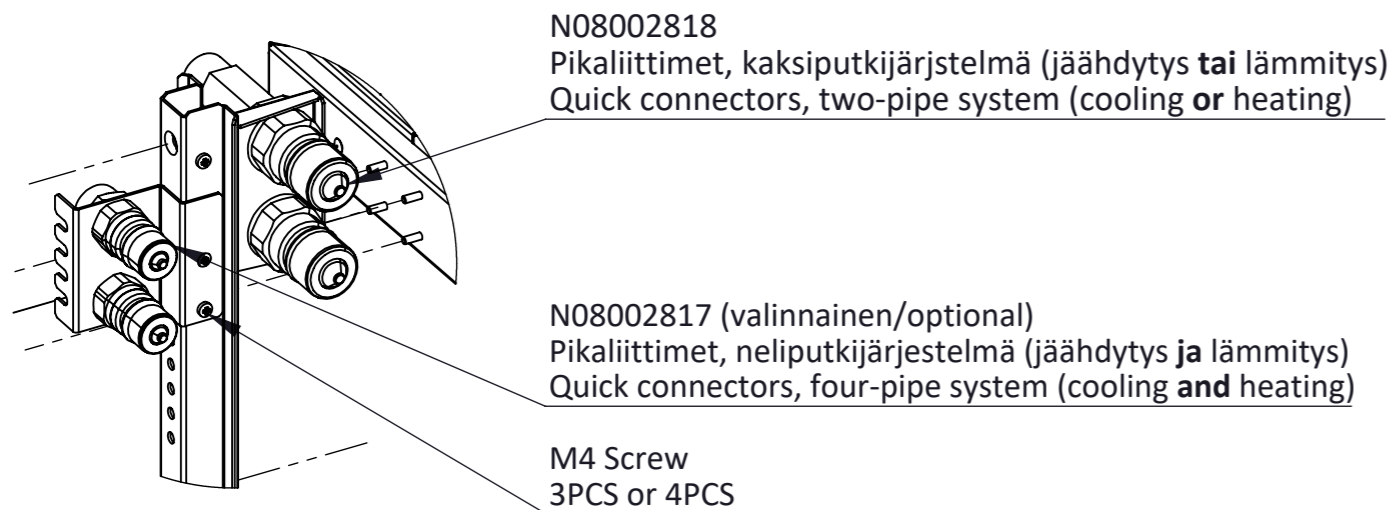 N08002818
Pikaliittimet, kaksiputkijärjstelmä (jäähdytys tai lämmitys)
Quick connectors, two-pipe system (cooling or heating)
N08002817 (valinnainen/optional)
Pikaliittimet, neliputkijärjestelmä (jäähdytys ja lämmitys)
Quick connectors, four-pipe system (cooling and heating)
M4 Screw
3PCS or 4PCS